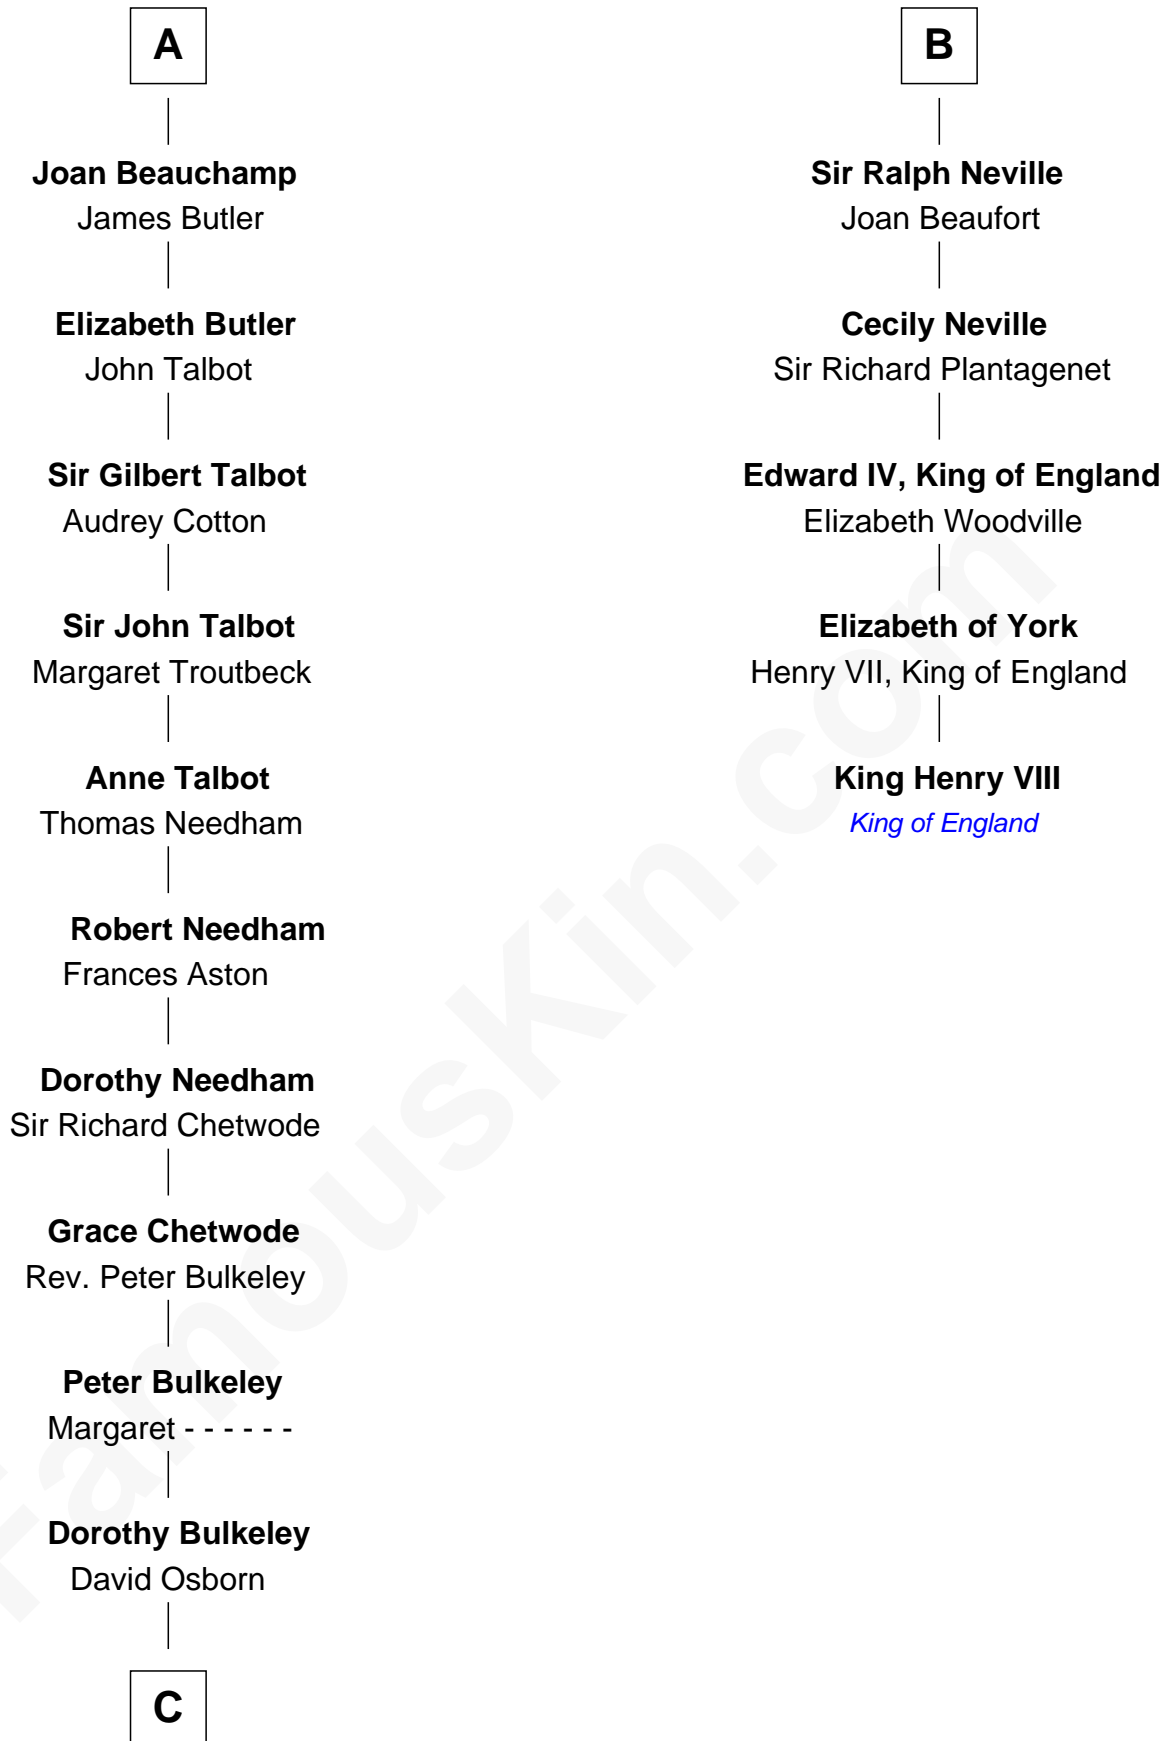 A
Joan Beauchamp
James Butler
Elizabeth Butler
John Talbot
Sir Gilbert Talbot
Audrey Cotton
Sir John Talbot
Margaret Troutbeck
Anne Talbot
Thomas Needham
Robert Needham
Frances Aston
Dorothy Needham
Sir Richard Chetwode
Grace Chetwode
Rev. Peter Bulkeley
Peter Bulkeley
Margaret - - - - - -
Dorothy Bulkeley
David Osborn
C
B
Sir Ralph Neville
Joan Beaufort
Cecily Neville
Sir Richard Plantagenet
Edward IV, King of England
Elizabeth Woodville
Elizabeth of York
Henry VII, King of England
King Henry VIII
King of England
FamousKin.com